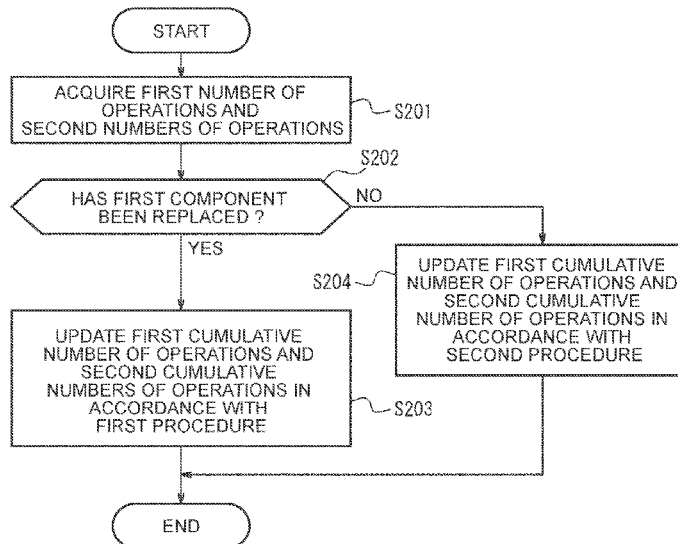 START
ACQUIRE FIRST NUMBER OF
OPERATIONS AND
SECOND NUMBERS OF OPERATIONS
S201
S202
HAS FIRST COMPONENT
BEEN REPLACED ?
NO
YES
S204
UPDATE FIRST CUMULATIVE
NUMBER OF OPERATIONS AND
SECOND CUMULATIVE
NUMBER OF OPERATIONS IN
ACCORDANCE WITH
SECOND PROCEDURE
UPDATE FIRST CUMULATIVE
NUMBER OF OPERATIONS AND
SECOND CUMULATIVE
NUMBERS OF OPERATIONS IN
ACCORDANCE WITH
FIRST PROCEDURE
S203
END